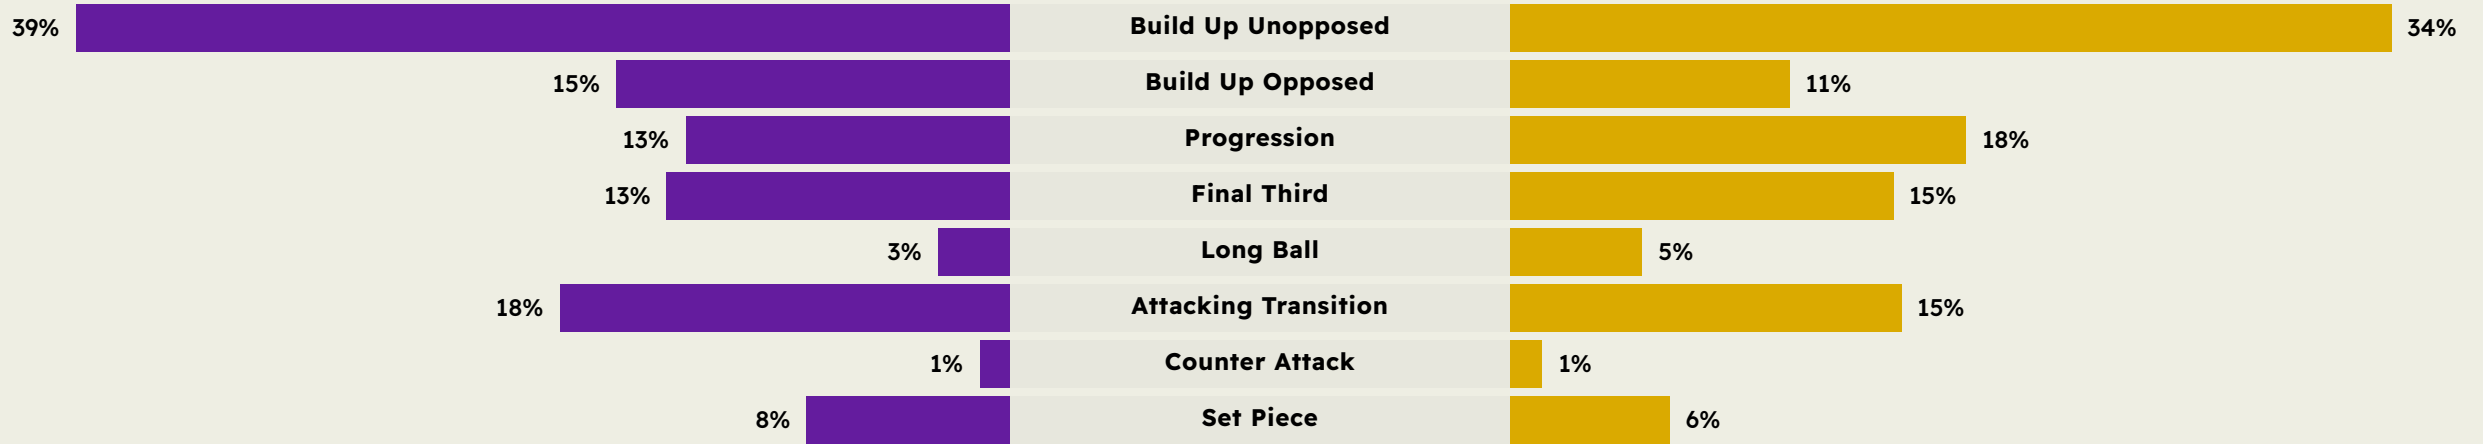 39% Build Up Unopposed 34%
15% Build Up Opposed 11%
13% Progression 18%
13% Final Third 15%
3% Long Ball 5%
18% Attacking Transition 15%
1% Counter Attack 1%
8% Set Piece 6%